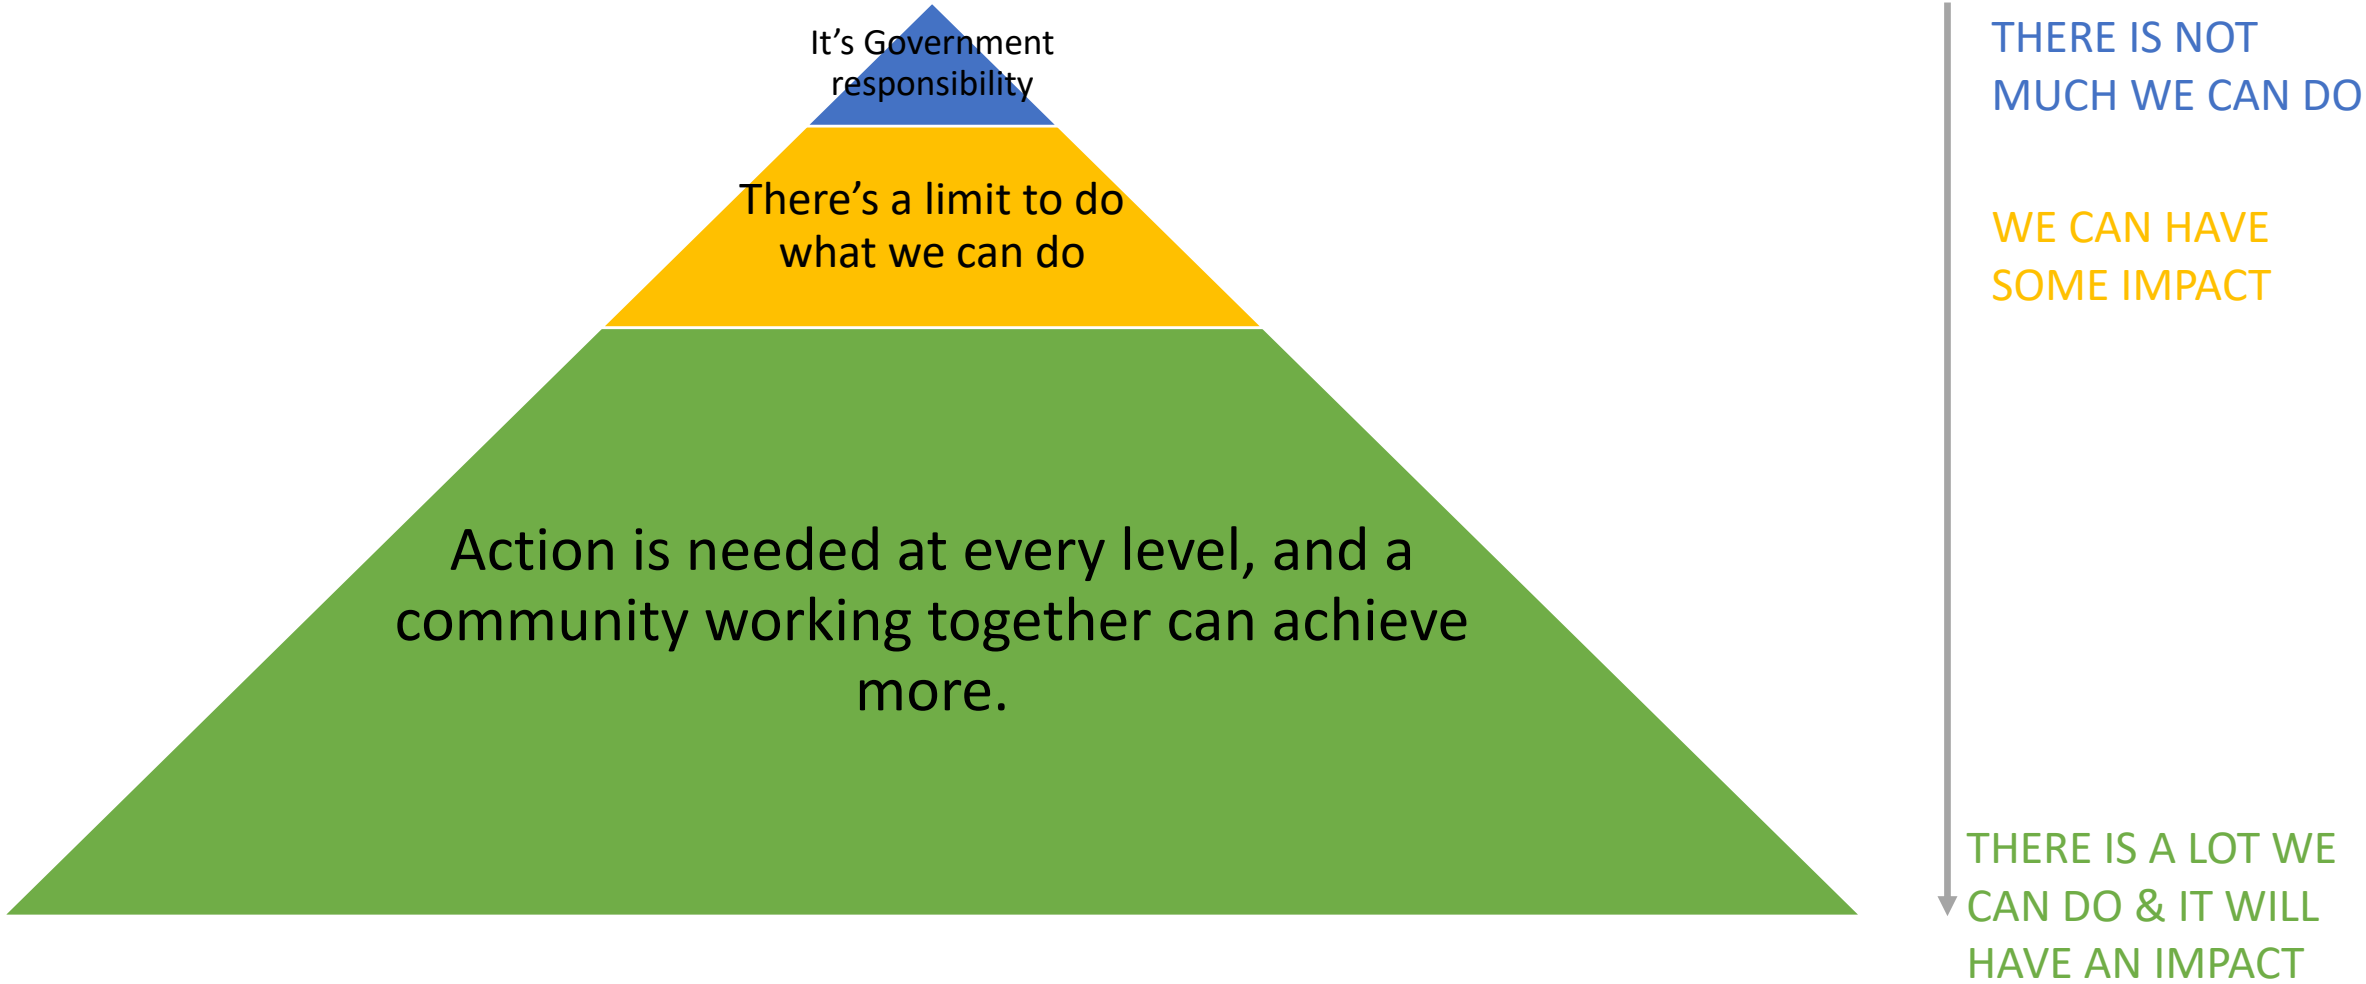 It’s Government
responsibility
There’s a limit to do
what we can do
Action is needed at every level, and a
community working together can achieve
more.
THERE IS NOT
MUCH WE CAN DO
WE CAN HAVE
SOME IMPACT
THERE IS A LOT WE
CAN DO & IT WILL
HAVE AN IMPACT